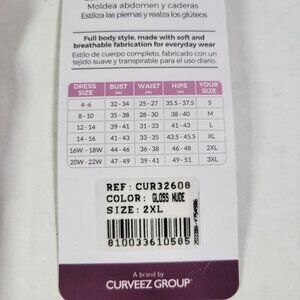 Moldea abdomen y caderas
Estiliza las piernas y realza los glúteos
Full body style, made with soft and
breathable fabrication for everyday wear
Estilo de cuerpo completo, fabricado con un
tejido suave y transpirable para el uso diario.
DRESS SIZE BUST (in) WAIST (in) HIPS (in) YOUR SIZE
4-6 32-34 25-27 35.5-37.5 S
8-10 35-38 28-30 38-40 M
12-14 39-16 31-33 41-43 L
14-16 41-44 33-35 43.5-45.5 XL
16W-18W 44-46 36-38 46-48 2XL
20W-22W 47-49 39-41 49-51 3XL
REF: CUR32608
COLOR: GLOSS NUDE
SIZE: 2XL
810033610585
A brand by
CURVEEZ GROUP